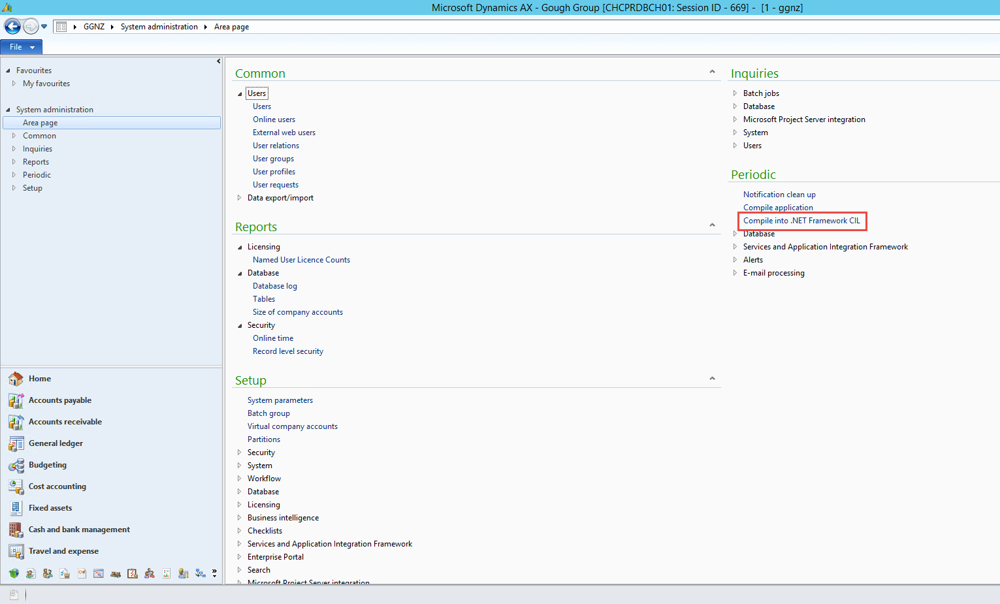 Microsoft Dynamics AX - Gough Group [CHCPRDBCH01: Session ID - 669] - [1 - ggnz]
GGNZ System administration Area page
File
Favourites
My favourites
System administration
Area page
Common
Inquiries
Reports
Periodic
Setup
Home
Accounts payable
Accounts receivable
General ledger
Budgeting
Cost accounting
Fixed assets
Cash and bank management
Travel and expense
Common
Users
Users
Online users
External web users
User relations
User groups
User profiles
User requests
Data export/import
Reports
Licensing
Named User Licence Counts
Database
Database log
Tables
Size of company accounts
Security
Online time
Record level security
Setup
System parameters
Batch group
Virtual company accounts
Partitions
Security
System
Workflow
Database
Licensing
Business intelligence
Checklists
Services and Application Integration Framework
Enterprise Portal
Search
Microsoft Project Server integration
Inquiries
Batch jobs
Database
Microsoft Project Server integration
System
Users
Periodic
Notification clean up
Compile application
Compile into .NET Framework CIL
Database
Services and Application Integration Framework
Alerts
E-mail processing